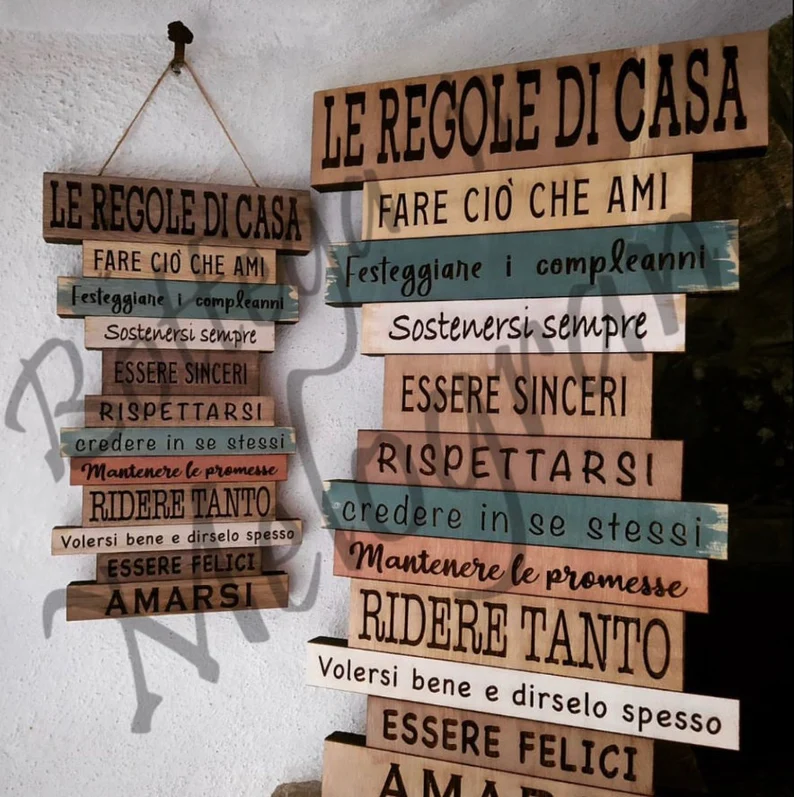 LE REGOLE DI CASA
FARE CIÒ CHE AMI
Festeggiare i compleanni
Sostenersi sempre
ESSERE SINCERI
RISPETTARSI
credere in se stessi
Mantenere le promesse
RIDERE TANTO
Volersi bene e dirselo spesso
ESSERE FELICI
AMARSI
LE REGOLE DI CASA
FARE CIÒ CHE AMI
Festeggiare i compleanni
Sostenersi sempre
ESSERE SINCERI
RISPETTARSI
credere in se stessi
Mantenere le promesse
RIDERE TANTO
Volersi bene e dirselo spesso
ESSERE FELICI
Bottega
Melograno